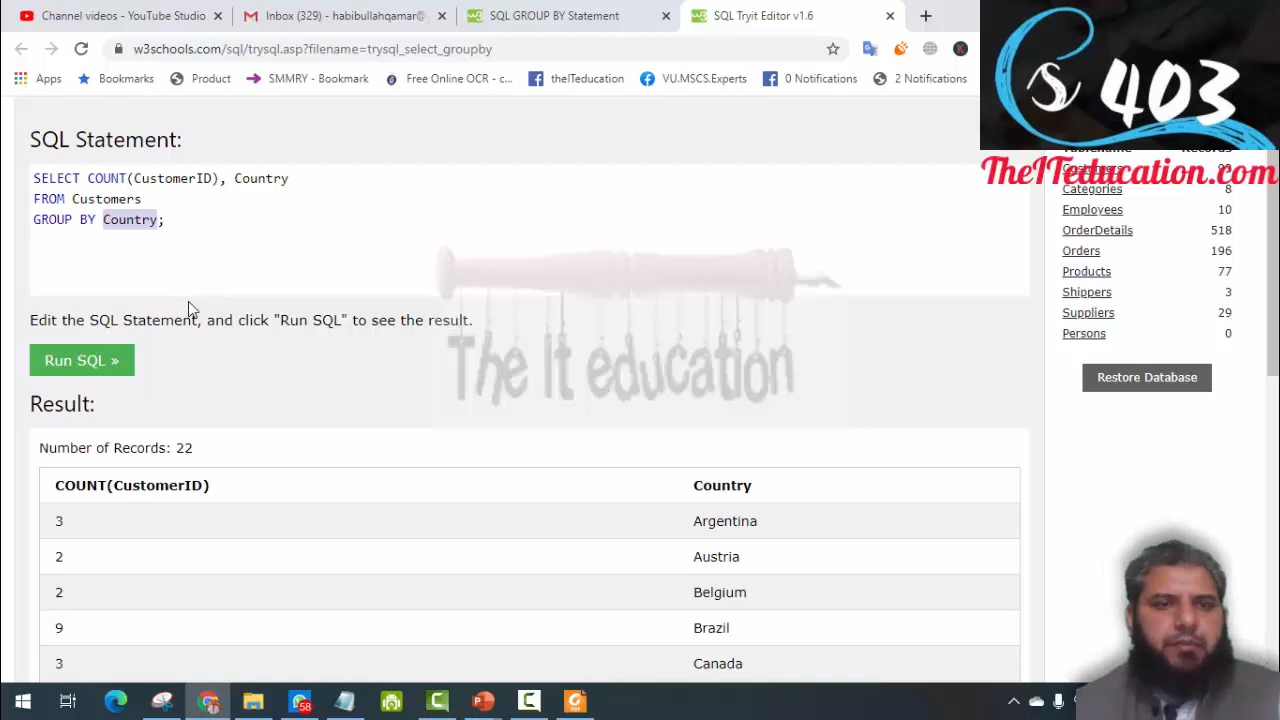 Channel videos - YouTube Studio
Inbox (329) - habibullahqamar@
SQL GROUP BY Statement
SQL Tryit Editor v1.6
w3schools.com/sql/trysql.asp?filename=trysql_select_groupby
K
Apps
Bookmarks
Product
SMMRY - Bookmark
Free Online OCR - c...
theITeducation
VU.MSCS.Experts
0 Notifications
2 Notifications
CS 403
TheITeducation.com
SQL Statement:
SELECT COUNT(CustomerID), Country
FROM Customers
GROUP BY Country;
Edit the SQL Statement, and click "Run SQL" to see the result.
Run SQL »
Result:
Number of Records: 22
COUNT(CustomerID) Country
3 Argentina
2 Austria
2 Belgium
9 Brazil
3 Canada
The It education
Categories 8
Employees 10
OrderDetails 518
Orders 196
Products 77
Shippers 3
Suppliers 29
Persons 0
Restore Database
58